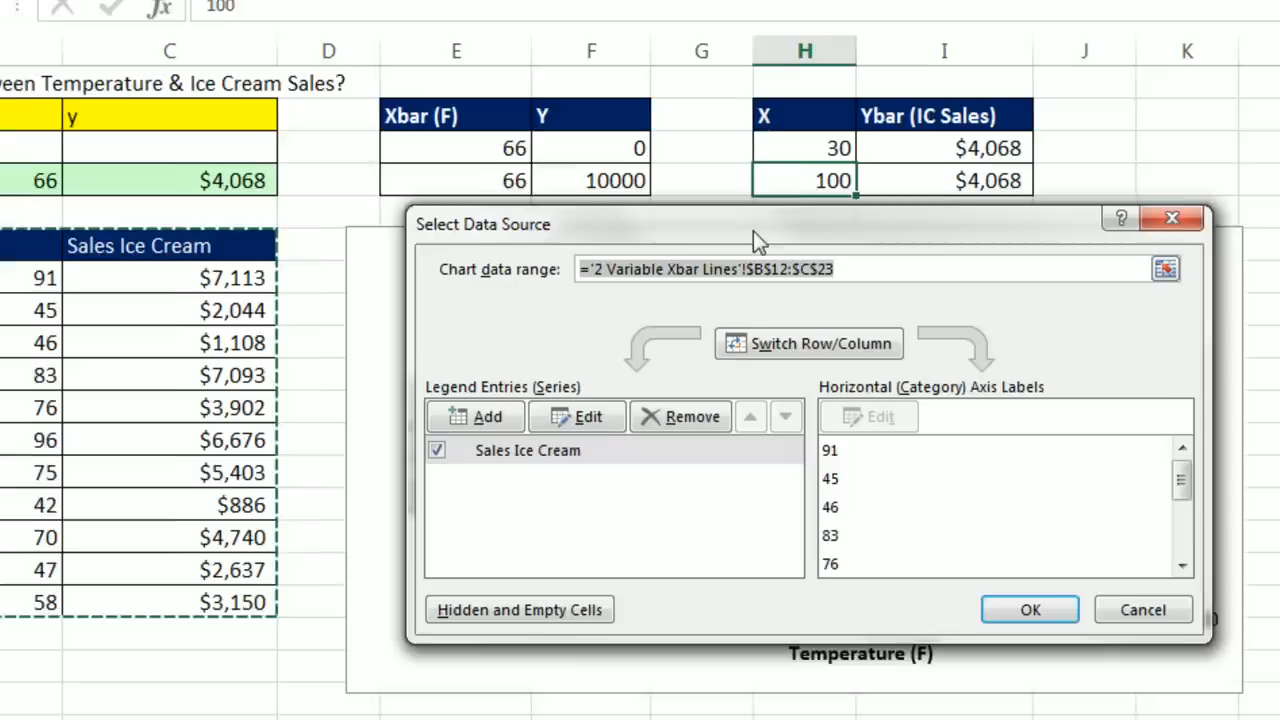 fx 100
C D E F G H I J K
een Temperature & Ice Cream Sales?
y Xbar (F) Y X Ybar (IC Sales)
66 0 30 $4,068
66 $4,068 66 10000 100 $4,068
Select Data Source ?
Sales Ice Cream
Chart data range: ='2 Variable Xbar Lines'!$B$12:$C$23
91 $7,113
45 $2,044
46 $1,108
83 $7,093
76 $3,902
96 $6,676
75 $5,403
42 $886
70 $4,740
47 $2,637
58 $3,150
Switch Row/Column
Legend Entries (Series)
Add Edit Remove
Sales Ice Cream
Horizontal (Category) Axis Labels
Edit
91
45
46
83
76
Hidden and Empty Cells OK Cancel
Temperature (F)